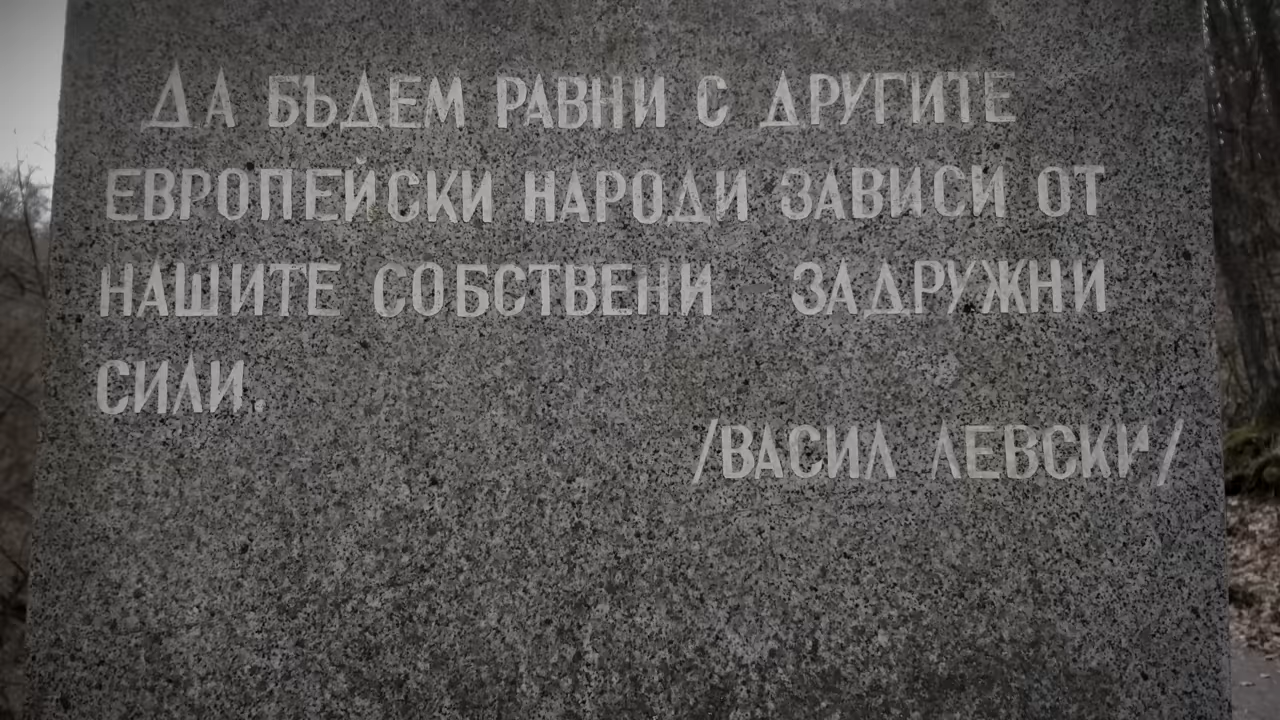 ДА БЪДЕМ РАВНИ С ДРУГИТЕ
ЕВРОПЕЙСКИ НАРОДИ ЗАВИСИ ОТ
НАШИТЕ СОБСТВЕНИ ЗАДРУЖНИ
СИЛИ.
/ВАСИЛ ЛЕВСКИ/